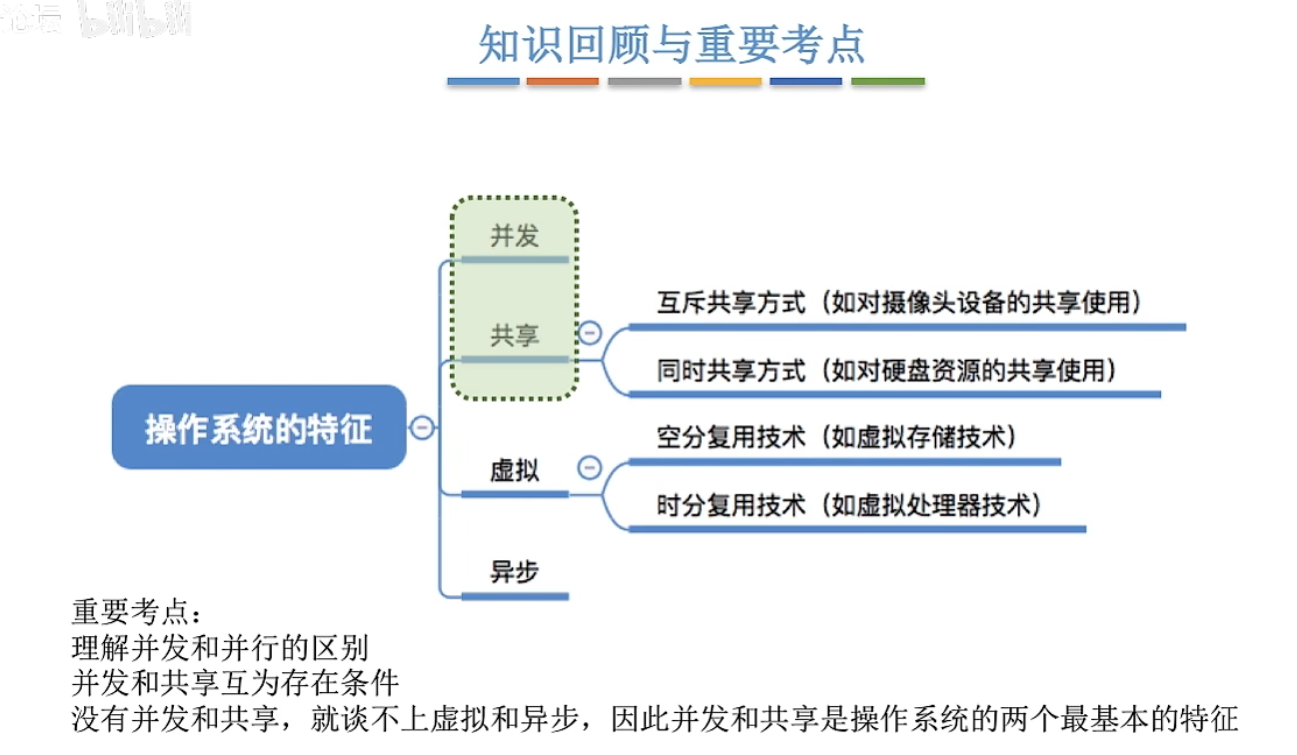 论坛 bilibili
知识回顾与重要考点
并发
共享
互斥共享方式（如对摄像头设备的共享使用）
同时共享方式（如对硬盘资源的共享使用）
操作系统的特征
虚拟
空分复用技术（如虚拟存储技术）
时分复用技术（如虚拟处理器技术）
异步
重要考点：
理解并发和并行的区别
并发和共享互为存在条件
没有并发和共享，就谈不上虚拟和异步，因此并发和共享是操作系统的两个最基本的特征